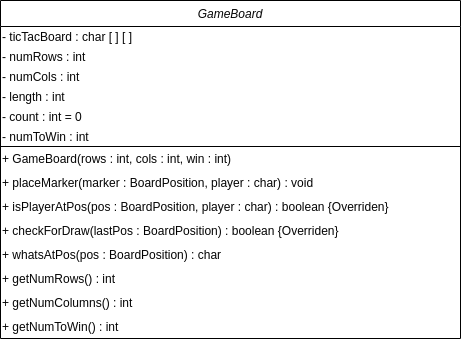 GameBoard
- ticTacBoard : char [ ] [ ]
- numRows : int
- numCols : int
- length : int
- count : int = 0
- numToWin : int
+ GameBoard(rows : int, cols : int, win : int)
+ placeMarker(marker : BoardPosition, player : char) : void
+ isPlayerAtPos(pos : BoardPosition, player : char) : boolean {Overriden}
+ checkForDraw(lastPos : BoardPosition) : boolean {Overriden}
+ whatsAtPos(pos : BoardPosition) : char
+ getNumRows() : int
+ getNumColumns() : int
+ getNumToWin() : int